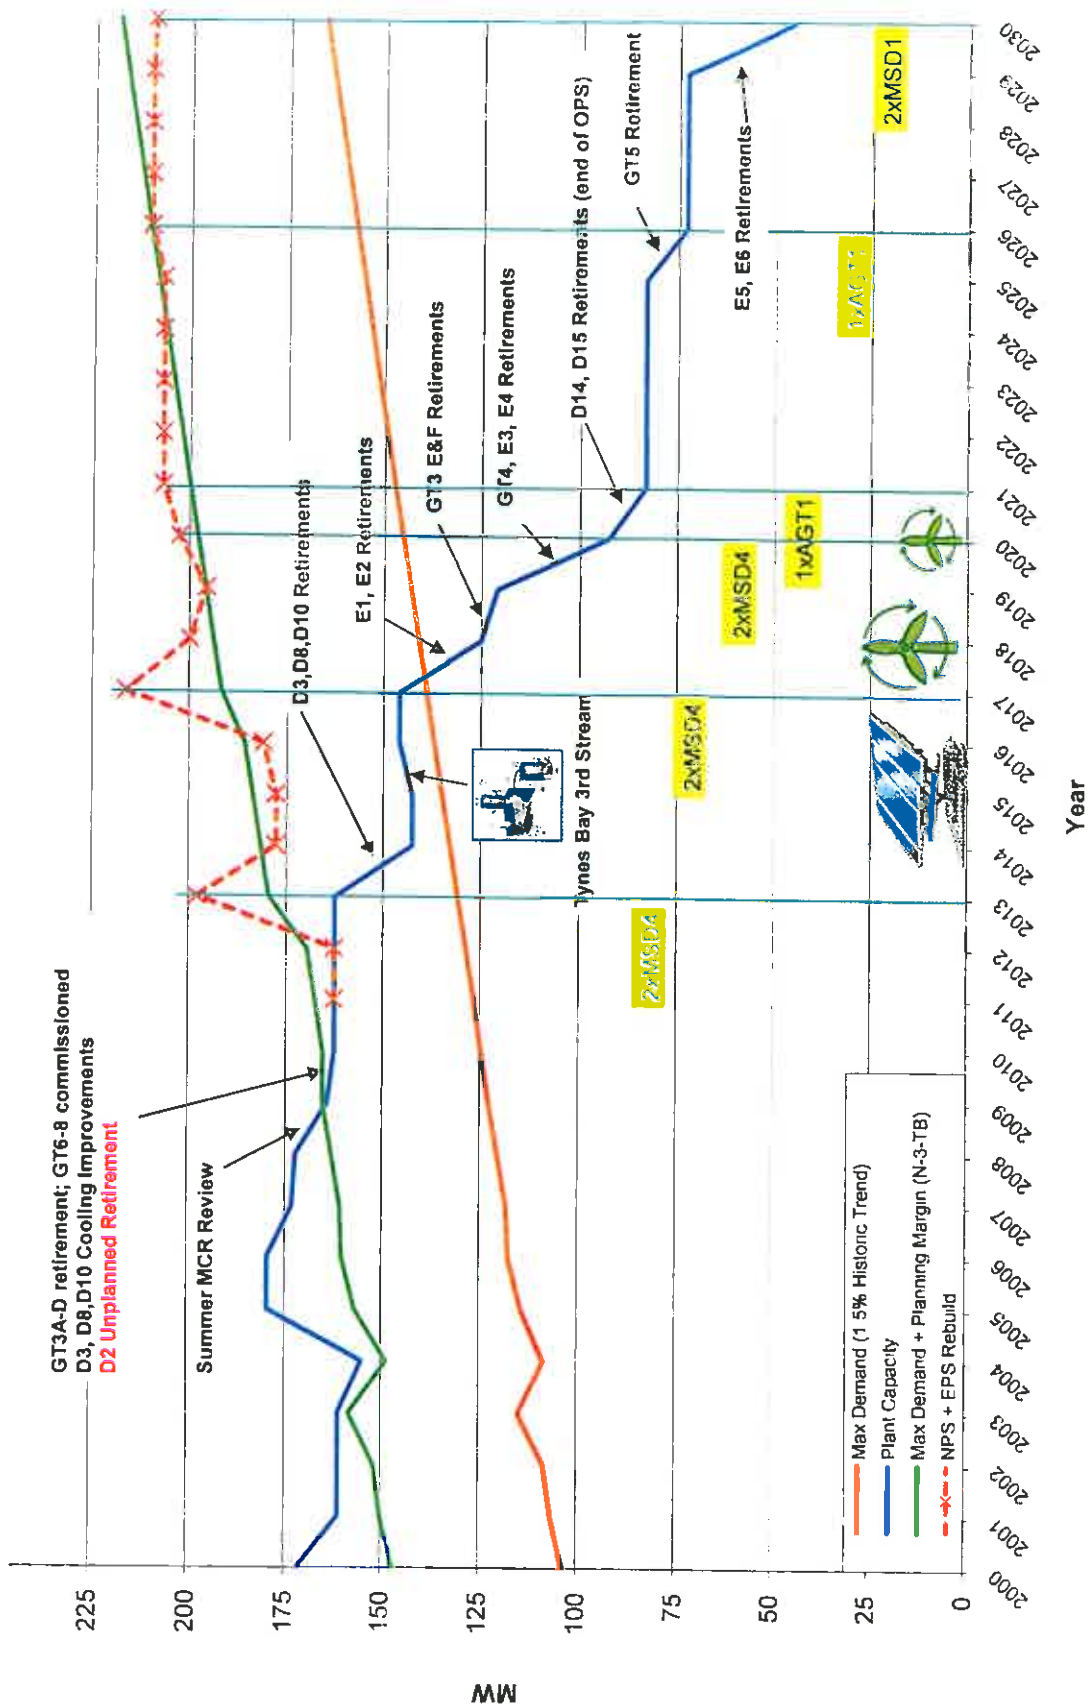 GT3A-D retirement; GT6-8 commissioned
D3, D8,D10 Cooling Improvements
D2 Unplanned Retirement
Summer MCR Review
D3,D8,D10 Retirements
E1, E2 Retirements
GT3 E&F Retirements
GT4, E3, E4 Retirements
D14, D15 Retirements (end of OPS)
GT5 Retirement
E5, E6 Retirements
Tynes Bay 3rd Stream
2xMSD4
2xMSD4
2xMSD4
1xAGT1
1xAGT1
2xMSD1
MW
225
200
175
150
125
100
75
50
25
0
Max Demand (1 5% Historic Trend)
Plant Capacity
Max Demand + Planning Margin (N-3-TB)
NPS + EPS Rebuild
2000
2001
2002
2003
2004
2005
2006
2007
2008
2009
2010
2011
2012
2013
2014
2015
2016
2017
2018
2019
2020
2021
2022
2023
2024
2025
2026
2027
2028
2029
2030
Year